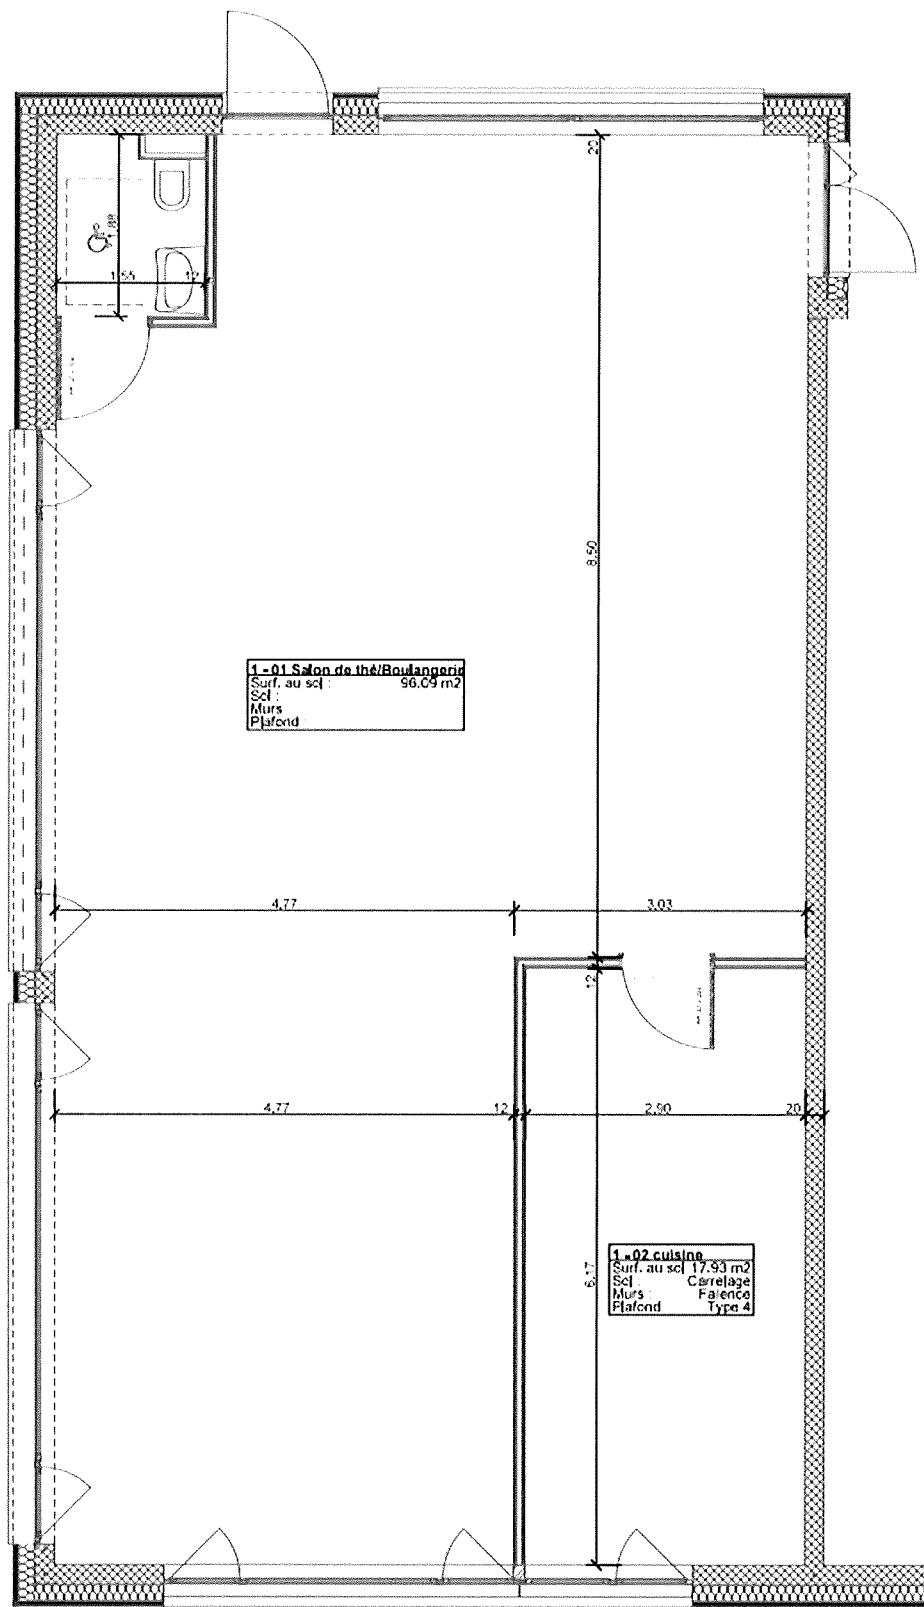 20
1,88
1,55 12
8,50
1 - 01 Salon de thé/Boulangerie
Surf. au sol : 96.09 m2
Sol :
Murs
Plafond
4,77 3,03
12
4,77 12 2,90 20
6,17
1 - 02 cuisine
Surf. au sol 17.93 m2
Sol : Carrelage
Murs : Faïence
Plafond Type 4